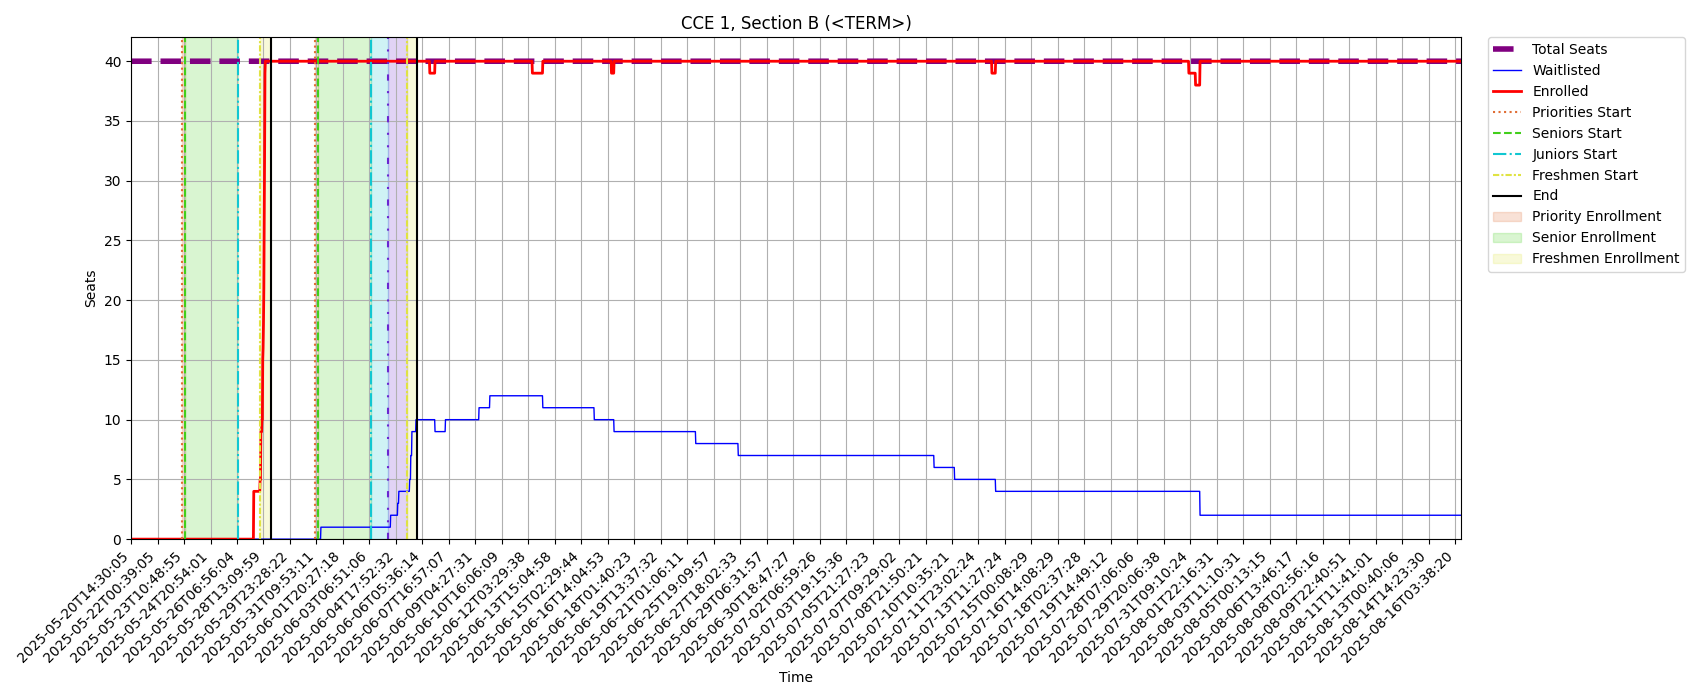 CCE 1, Section B (<TERM>)
Seats
40
35
30
25
20
15
10
5
0
2025-05-20T14:30:05
2025-05-22T00:39:05
2025-05-23T10:48:55
2025-05-24T20:54:01
2025-05-26T06:56:04
2025-05-28T13:09:59
2025-05-29T23:28:22
2025-05-31T09:53:11
2025-06-01T20:27:18
2025-06-03T06:51:06
2025-06-04T17:52:32
2025-06-06T05:36:14
2025-06-07T16:57:07
2025-06-09T04:27:31
2025-06-10T16:06:09
2025-06-12T03:29:38
2025-06-13T15:04:58
2025-06-15T02:29:44
2025-06-16T14:04:53
2025-06-18T01:40:23
2025-06-19T13:37:32
2025-06-21T01:06:11
2025-06-25T19:09:57
2025-06-27T18:02:33
2025-06-29T06:31:57
2025-06-30T18:47:27
2025-07-02T06:59:26
2025-07-03T19:15:36
2025-07-05T21:27:23
2025-07-07T09:29:02
2025-07-08T21:50:21
2025-07-10T10:35:21
2025-07-11T23:02:24
2025-07-13T11:27:24
2025-07-15T00:08:29
2025-07-16T14:08:29
2025-07-18T02:37:28
2025-07-19T14:49:12
2025-07-28T07:06:06
2025-07-29T20:06:38
2025-07-31T09:10:24
2025-08-01T22:16:31
2025-08-03T11:10:31
2025-08-05T00:13:15
2025-08-06T13:46:17
2025-08-08T02:56:16
2025-08-09T22:40:51
2025-08-11T11:41:01
2025-08-13T00:40:06
2025-08-14T14:23:30
2025-08-16T03:38:20
Time
Total Seats
Waitlisted
Enrolled
Priorities Start
Seniors Start
Juniors Start
Freshmen Start
End
Priority Enrollment
Senior Enrollment
Freshmen Enrollment